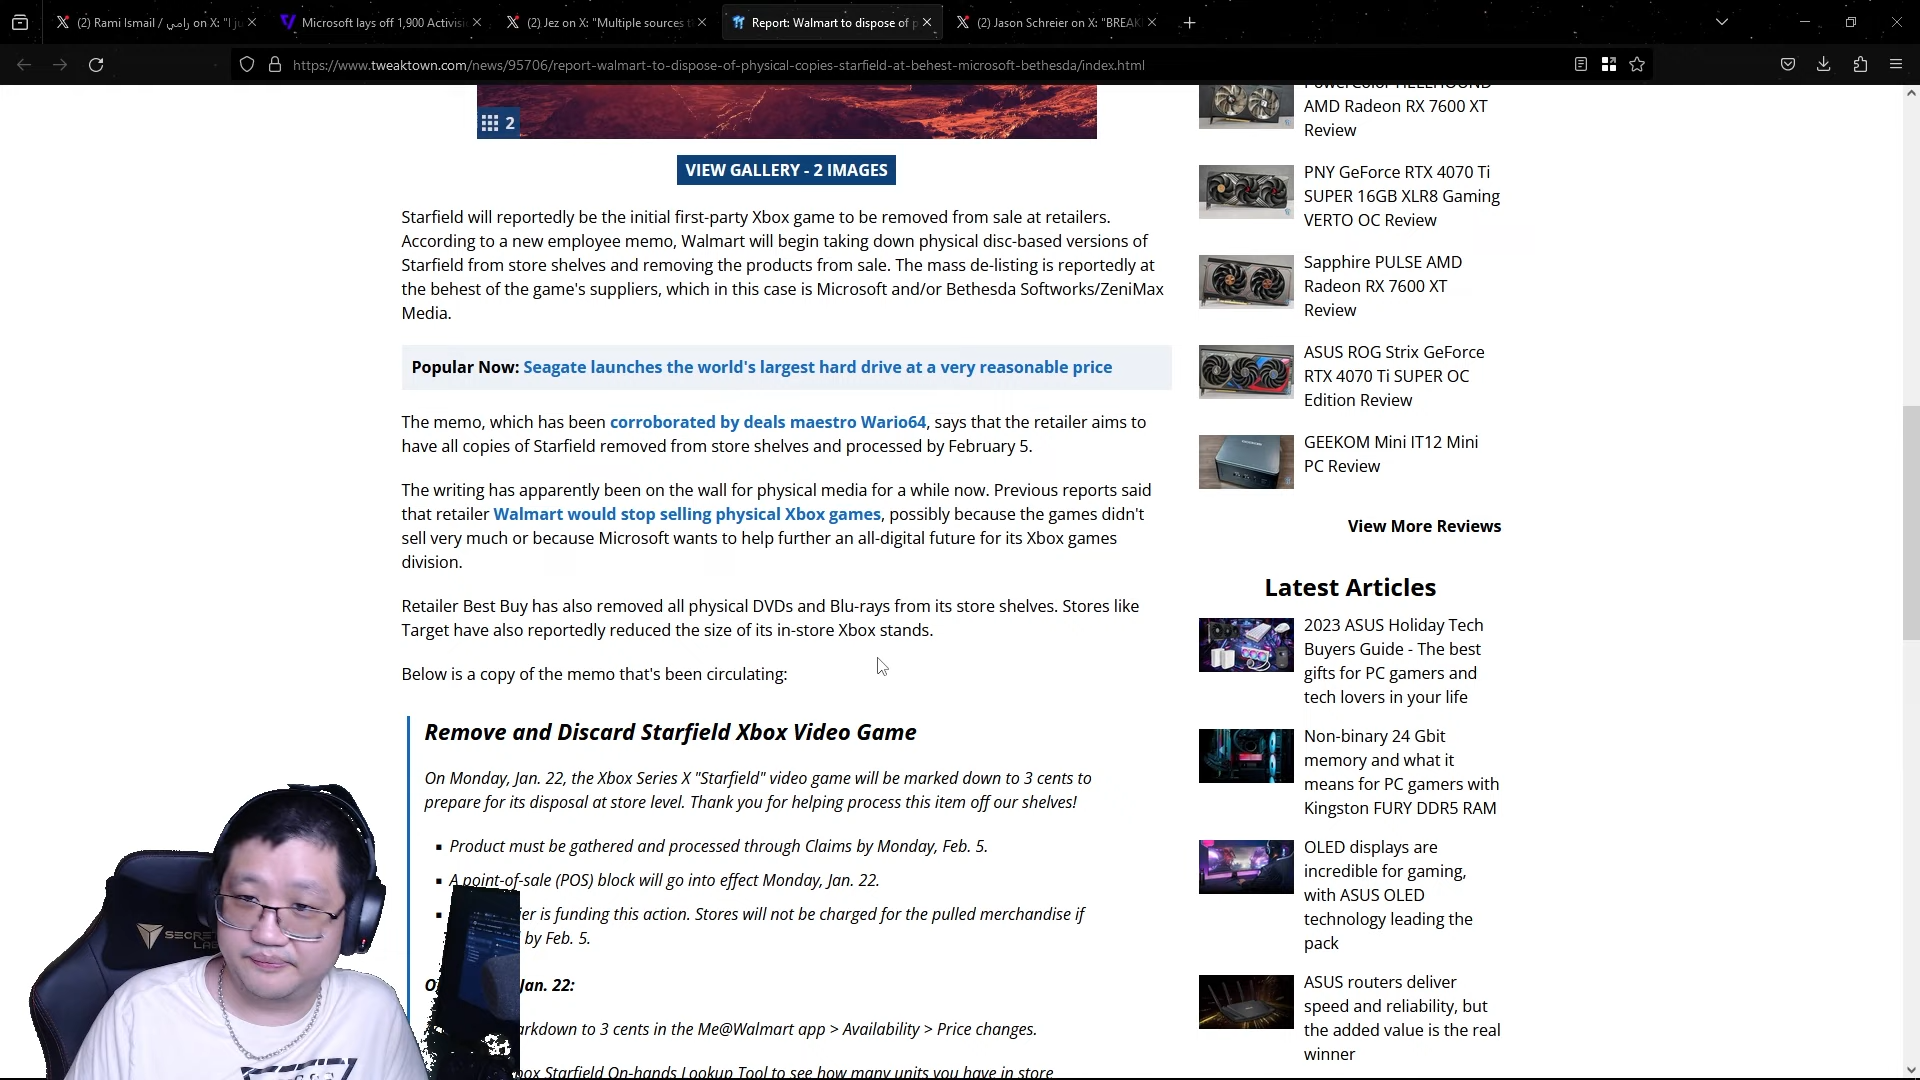 (2) Rami Ismail / رامي on X: "I ju
Microsoft lays off 1,900 Activisi
(2) Jez on X: "Multiple sources t
Report: Walmart to dispose of p
(2) Jason Schreier on X: "BREAK
https://www.tweaktown.com/news/95706/report-walmart-to-dispose-of-physical-copies-starfield-at-behest-microsoft-bethesda/index.html
2
VIEW GALLERY - 2 IMAGES
Starfield will reportedly be the initial first-party Xbox game to be removed from sale at retailers.
According to a new employee memo, Walmart will begin taking down physical disc-based versions of
Starfield from store shelves and removing the products from sale. The mass de-listing is reportedly at
the behest of the game's suppliers, which in this case is Microsoft and/or Bethesda Softworks/ZeniMax
Media.
Popular Now: Seagate launches the world's largest hard drive at a very reasonable price
The memo, which has been corroborated by deals maestro Wario64, says that the retailer aims to
have all copies of Starfield removed from store shelves and processed by February 5.
The writing has apparently been on the wall for physical media for a while now. Previous reports said
that retailer Walmart would stop selling physical Xbox games, possibly because the games didn't
sell very much or because Microsoft wants to help further an all-digital future for its Xbox games
division.
Retailer Best Buy has also removed all physical DVDs and Blu-rays from its store shelves. Stores like
Target have also reportedly reduced the size of its in-store Xbox stands.
Below is a copy of the memo that's been circulating:
Remove and Discard Starfield Xbox Video Game
On Monday, Jan. 22, the Xbox Series X "Starfield" video game will be marked down to 3 cents to
prepare for its disposal at store level. Thank you for helping process this item off our shelves!
Product must be gathered and processed through Claims by Monday, Feb. 5.
A point-of-sale (POS) block will go into effect Monday, Jan. 22.
ier is funding this action. Stores will not be charged for the pulled merchandise if
by Feb. 5.
Jan. 22:
arkdown to 3 cents in the Me@Walmart app > Availability > Price changes.
box Starfield On-hands Lookup Tool to see how many units you have in store
PowerColor HELLHOUND
AMD Radeon RX 7600 XT
Review
PNY GeForce RTX 4070 Ti
SUPER 16GB XLR8 Gaming
VERTO OC Review
Sapphire PULSE AMD
Radeon RX 7600 XT
Review
ASUS ROG Strix GeForce
RTX 4070 Ti SUPER OC
Edition Review
GEEKOM Mini IT12 Mini
PC Review
View More Reviews
Latest Articles
2023 ASUS Holiday Tech
Buyers Guide - The best
gifts for PC gamers and
tech lovers in your life
Non-binary 24 Gbit
memory and what it
means for PC gamers with
Kingston FURY DDR5 RAM
OLED displays are
incredible for gaming,
with ASUS OLED
technology leading the
pack
ASUS routers deliver
speed and reliability, but
the added value is the real
winner